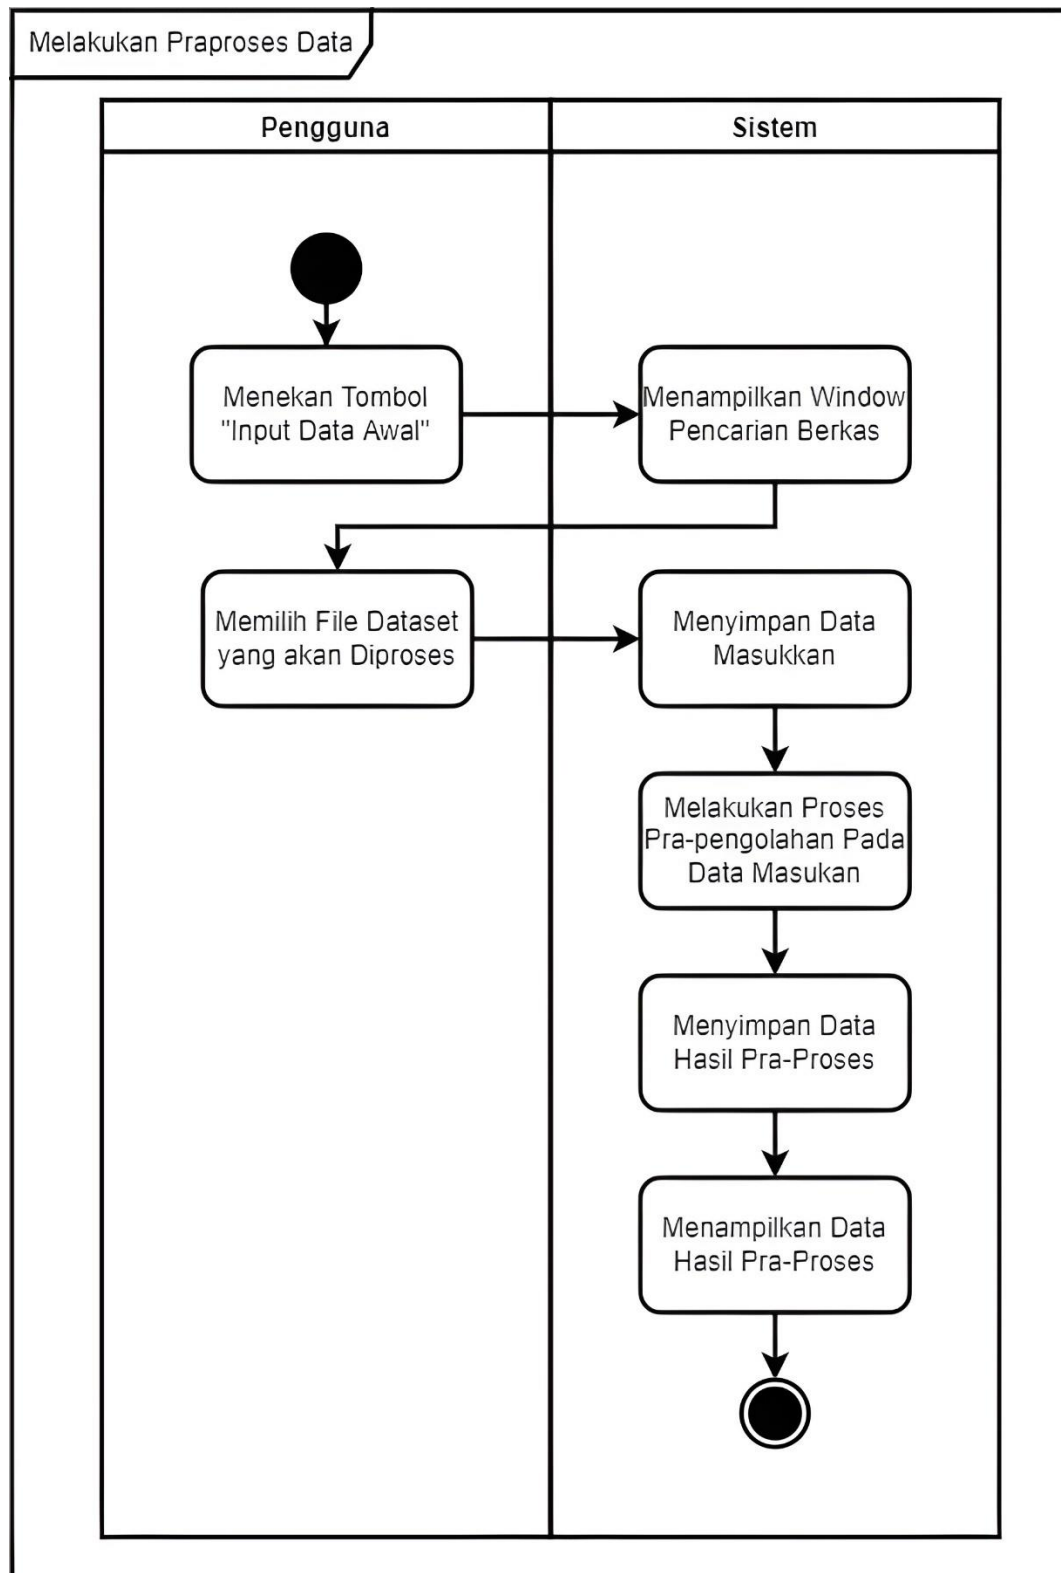 Melakukan Praproses Data
Pengguna
Sistem
Menekan Tombol
"Input Data Awal"
Menampilkan Window
Pencarian Berkas
Memilih File Dataset
yang akan Diproses
Menyimpan Data
Masukkan
Melakukan Proses
Pra-pengolahan Pada
Data Masukan
Menyimpan Data
Hasil Pra-Proses
Menampilkan Data
Hasil Pra-Proses